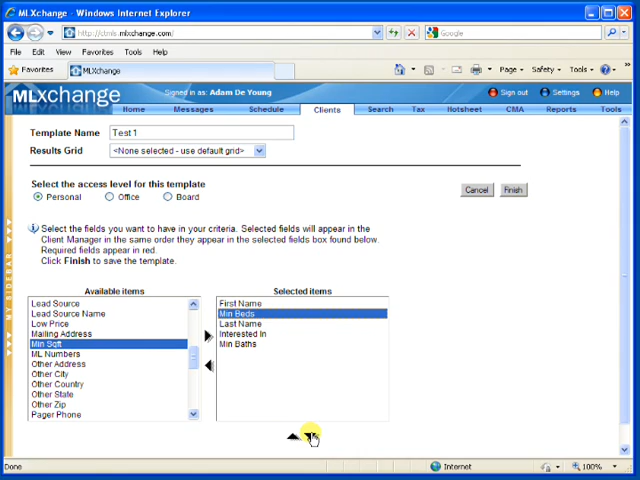 MLXchange - Windows Internet Explorer
http://ctmls.mlxchange.com/
Google
File Edit View Favorites Tools Help
Favorites MLXchange Page Safety Tools
MLXchange Signed in as: Adam De Young Sign out Settings Help
Home Messages Schedule Clients Search Tax Hotsheet CMA Reports Tools
Template Name Test 1
Results Grid <None selected - use default grid>
Select the access level for this template
Personal Office Board
Cancel Finish
Select the fields you want to have in your criteria. Selected fields will appear in the
Client Manager in the same order they appear in the selected fields box found below.
Required fields appear in red.
Click Finish to save the template.
MY SIDEBAR
Available items
Lead Source
Lead Source Name
Low Price
Mailing Address
Min Sqft
ML Numbers
Other Address
Other City
Other Country
Other State
Other Zip
Pager Phone
Selected items
First Name
Min Beds
Last Name
Interested In
Min Baths
Done Internet 100%